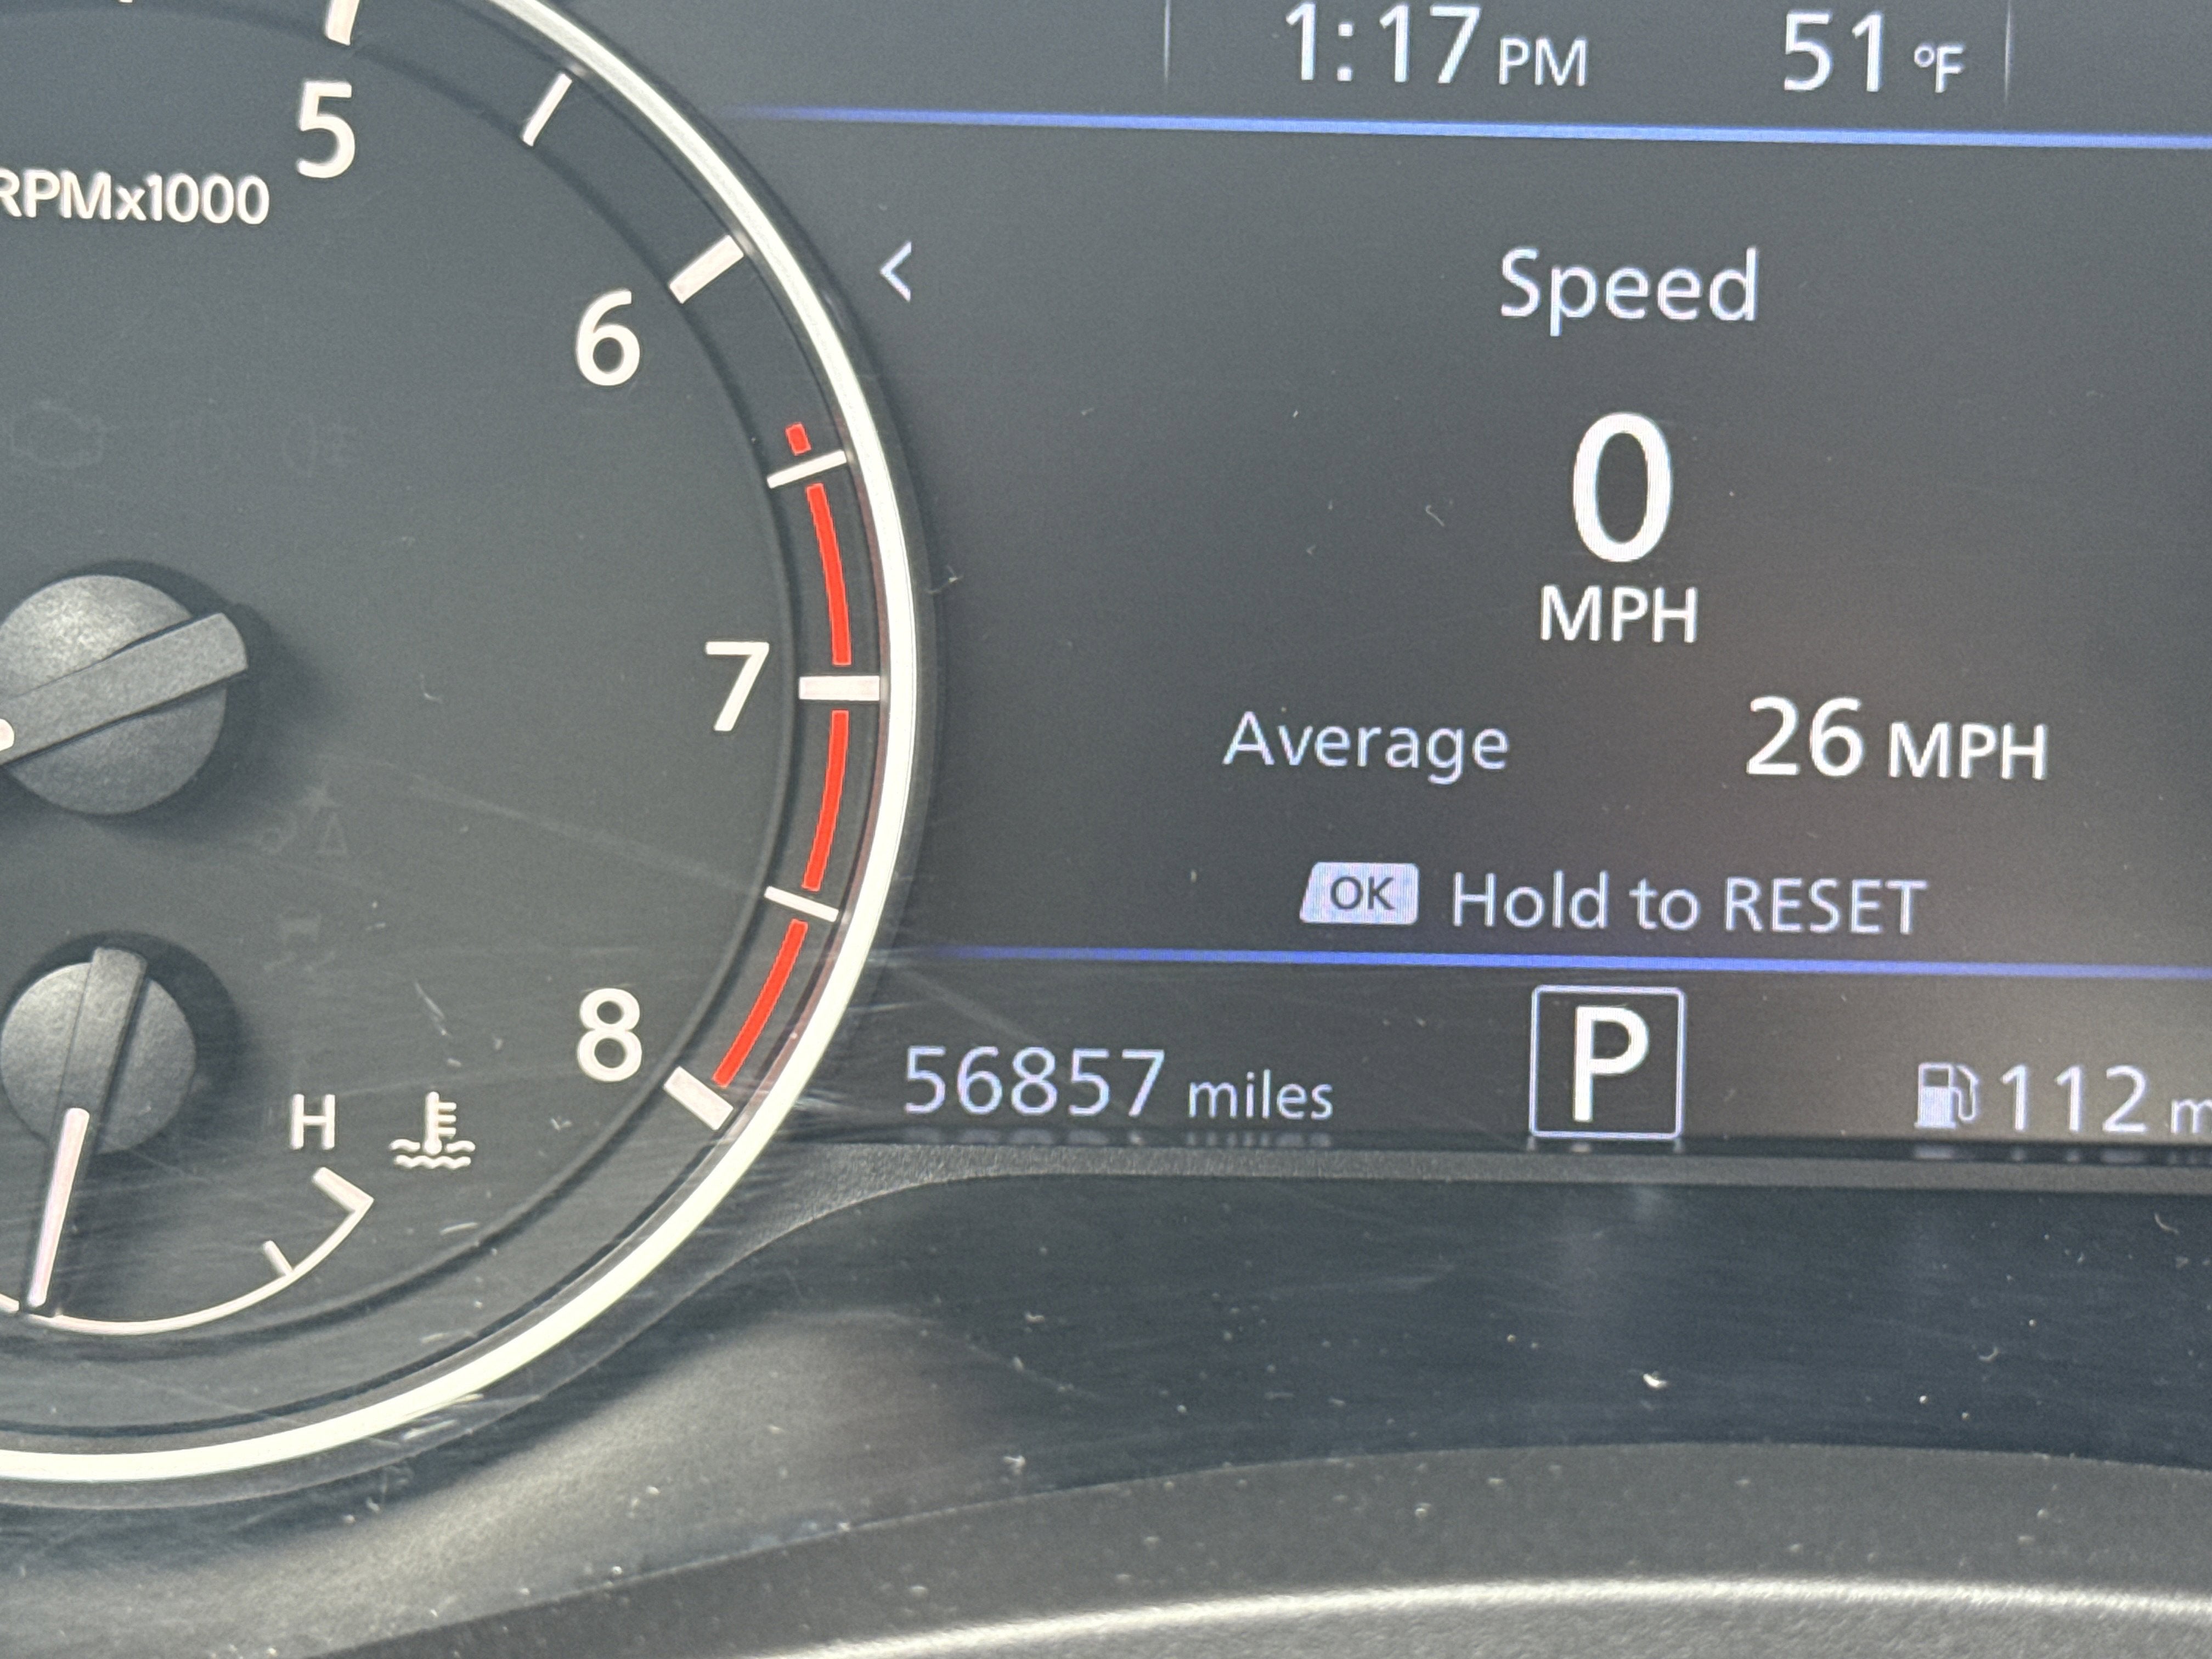 1:17 PM 51 °F
5
RPMx1000
Speed
6
0
MPH
7
Average 26 MPH
OK Hold to RESET
8
56857 miles P 112
H